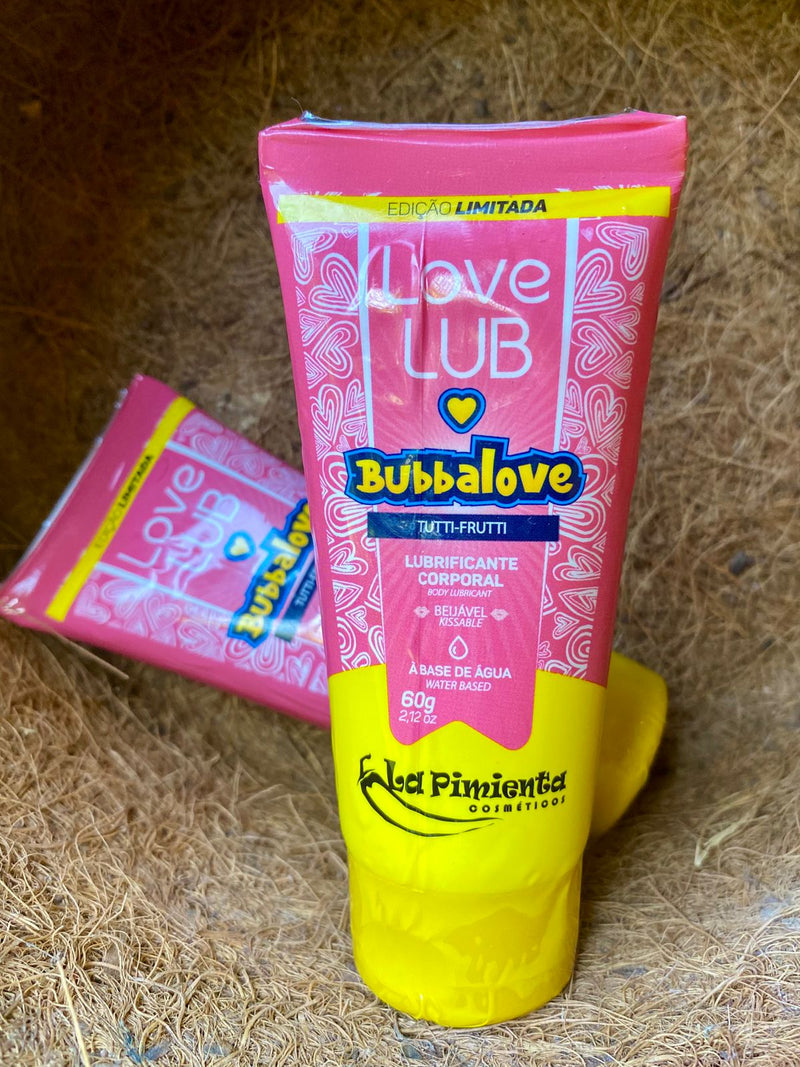 EDIÇÃO LIMITADA
Love
LUB
Bubbalove
TUTTI-FRUTTI
LUBRIFICANTE
CORPORAL
BODY LUBRICANT
BEIJÁVEL
KISSABLE
À BASE DE ÁGUA
WATER BASED
60g
2,12 oz
La Pimienta
COSMÉTICOS
EDIÇÃO LIMITADA
Love
LUB
Bubbalove
TUTTI